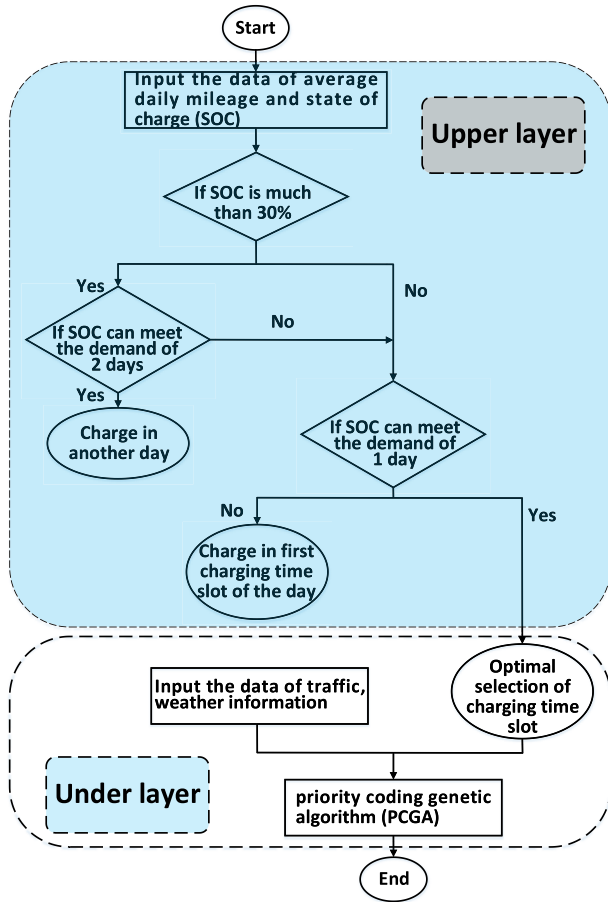 Start
Input the data of average
daily mileage and state of
charge (SOC)
Upper layer
If SOC is much
than 30%
Yes
No
If SOC can meet
the demand of
2 days
No
Yes
Charge in
another day
If SOC can meet
the demand of
1 day
No
Yes
Charge in first
charging time
slot of the day
Input the data of traffic,
weather information
Optimal
selection of
charging time
slot
Under layer
priority coding genetic
algorithm (PCGA)
End